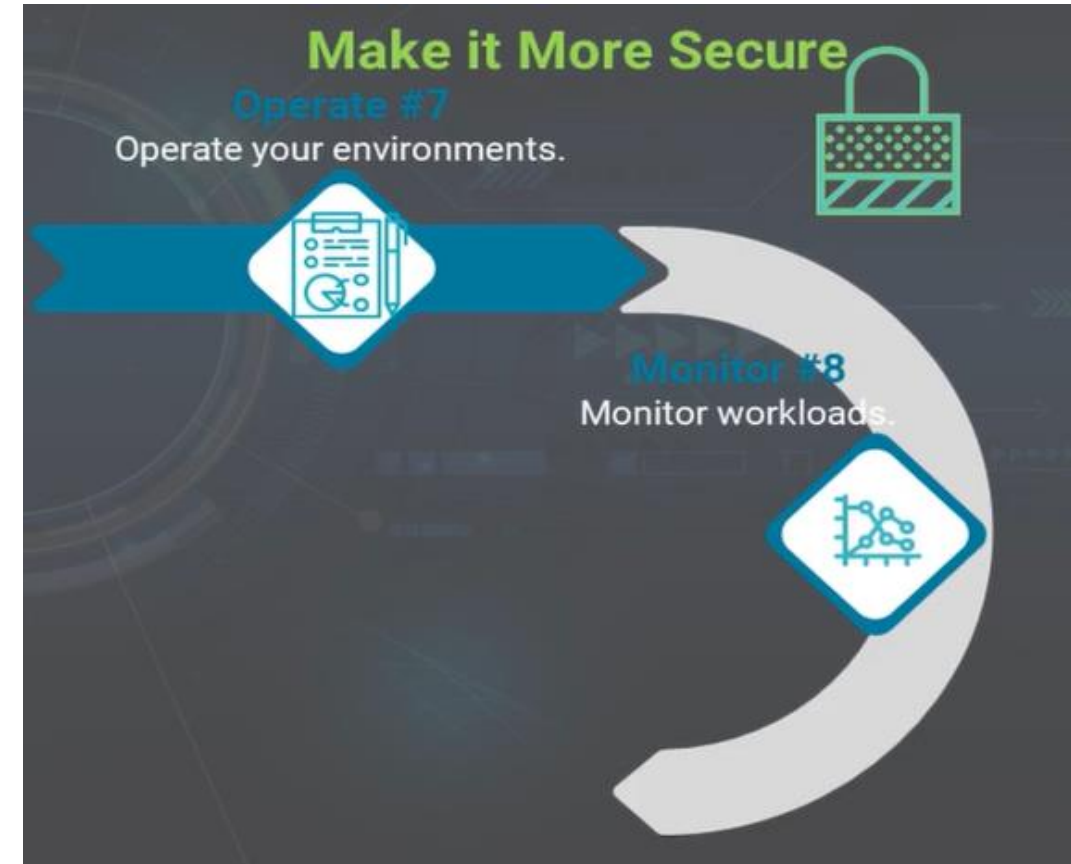 Make it More Secure
Operate #7
Operate your environments.
Monitor #8
Monitor workloads.